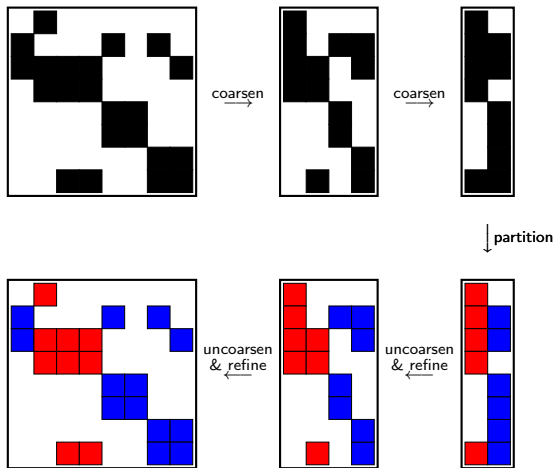 coarsen
coarsen
partition
uncoarsen
& refine
uncoarsen
& refine